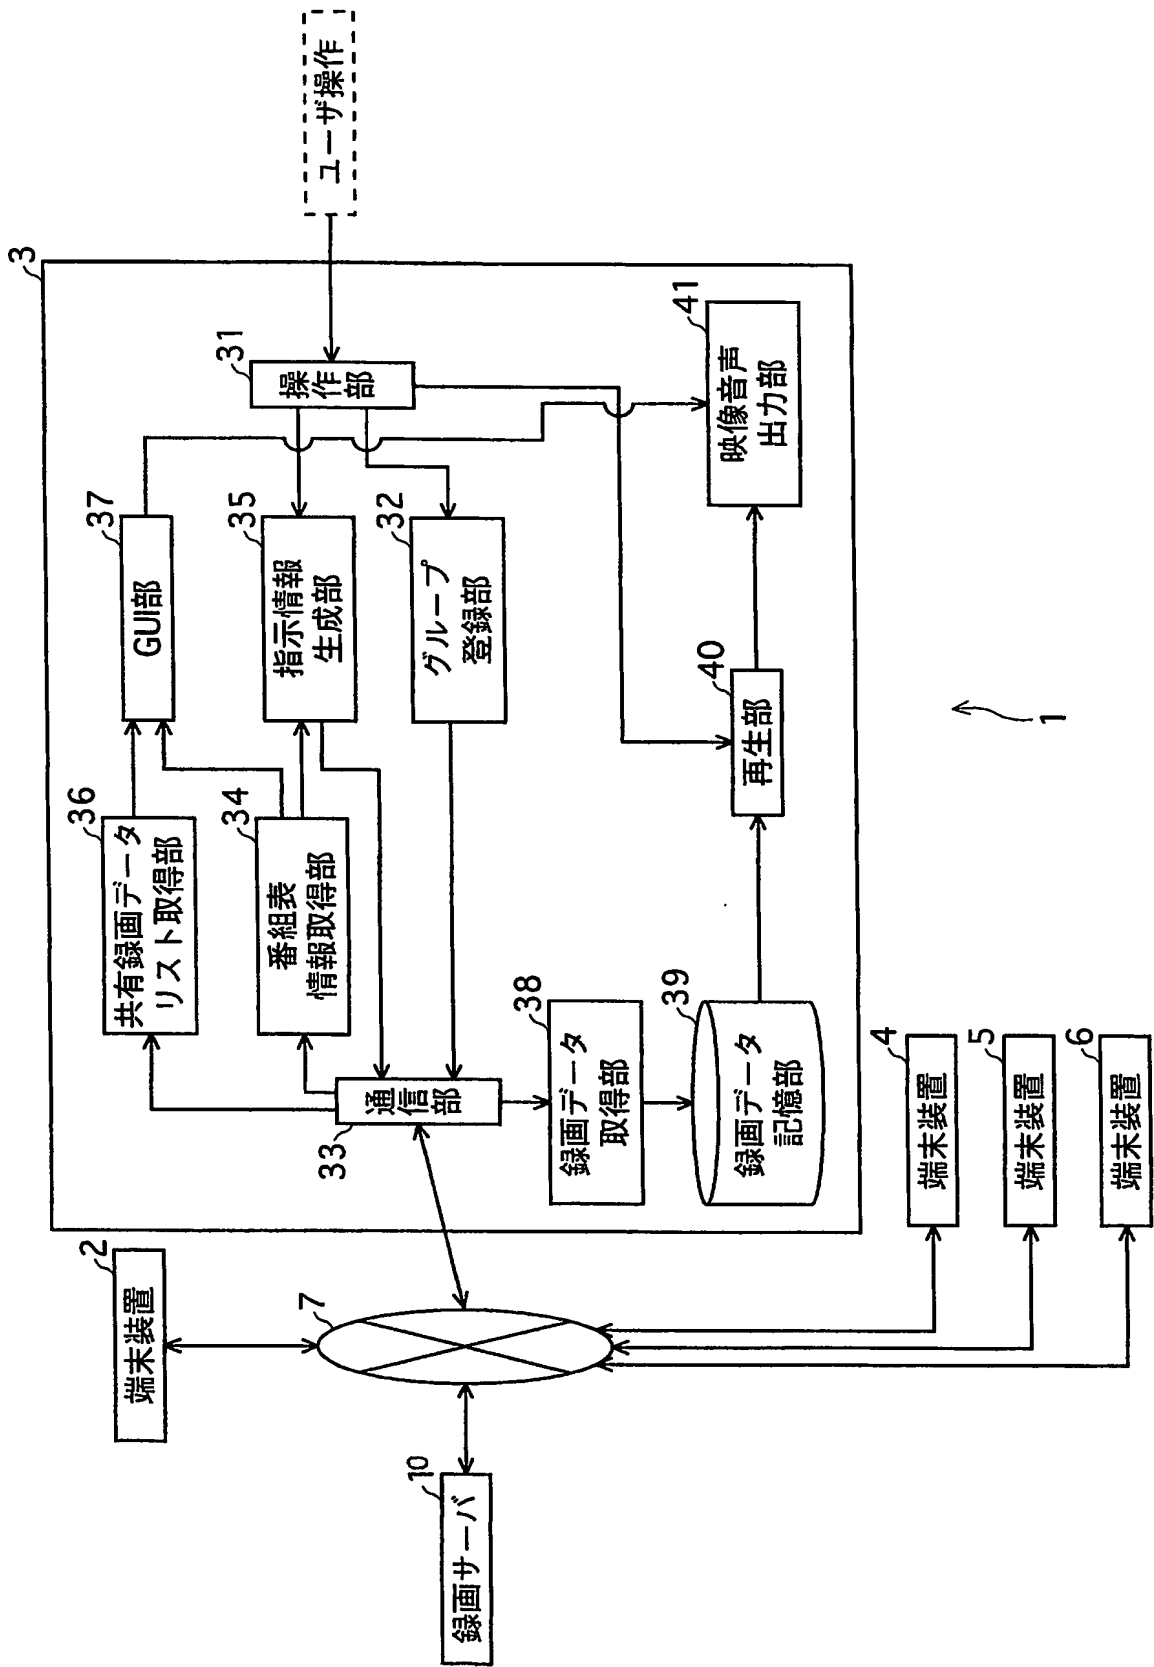 録画サーバ
10
7
端末装置
2
3
通信部
33
共有録画データ
リスト取得部
36
番組表
情報取得部
34
GUI部
37
指示情報
生成部
35
グループ
登録部
32
操作部
31
ユーザ操作
録画データ
取得部
38
録画データ
記憶部
39
再生部
40
映像音声
出力部
41
端末装置
4
端末装置
5
端末装置
6
1